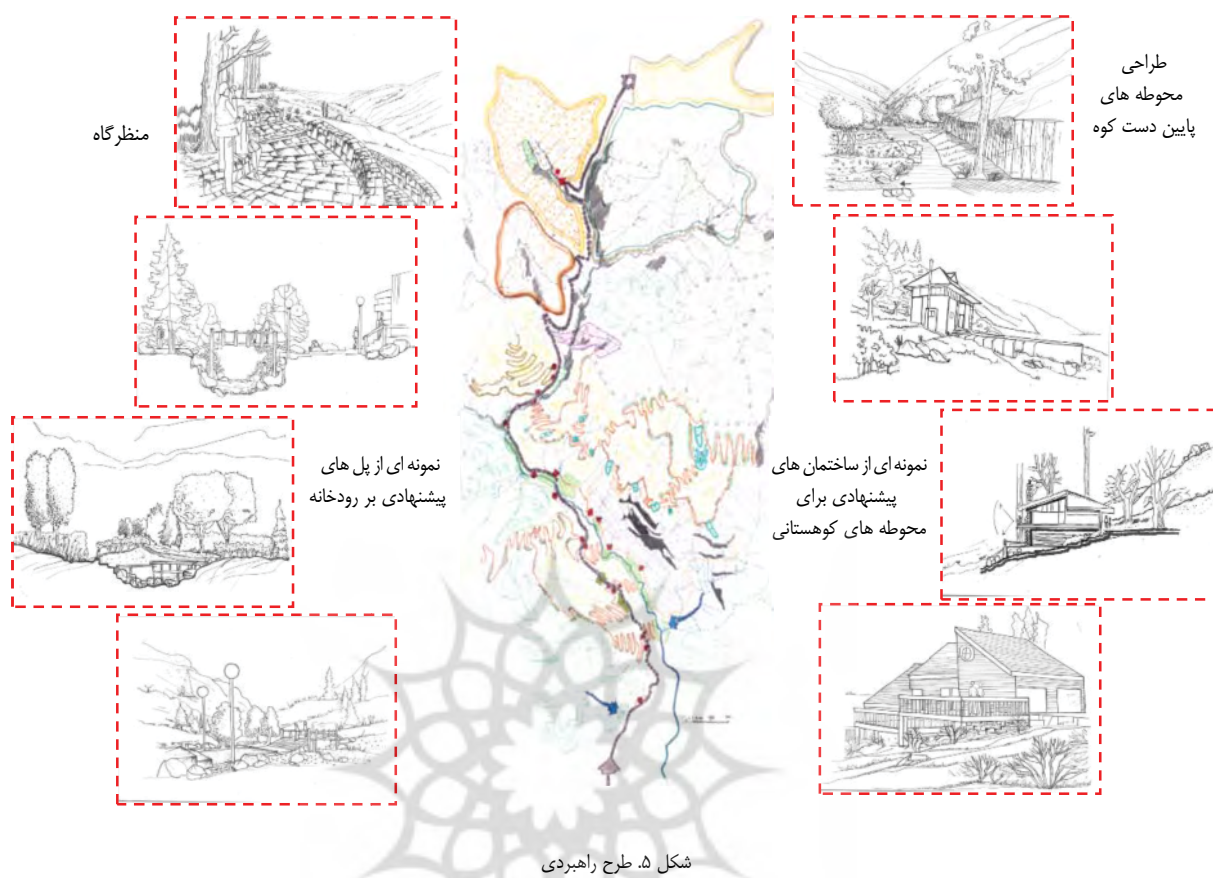 طراحی
محوطه های
پایین دست کوه
منظرگاه
نمونه ای از ساختمان های
پیشنهادی برای
محوطه های کوهستانی
نمونه ای از پل های
پیشنهادی بر رودخانه
شکل ۵. طرح راهبردی